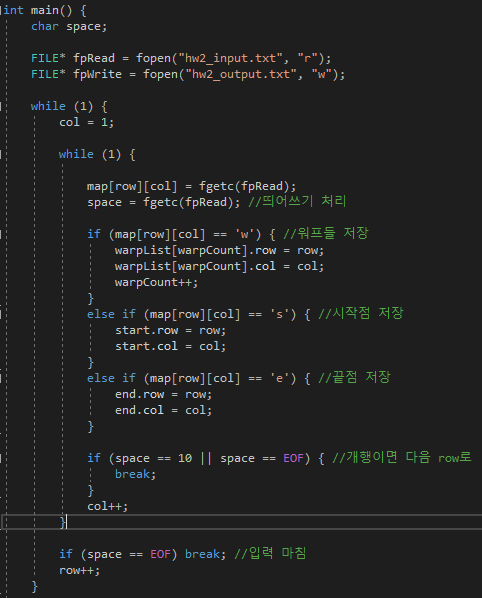 int main() {
char space;
FILE* fpRead = fopen("hw2_input.txt", "r");
FILE* fpWrite = fopen("hw2_output.txt", "w");
while (1) {
col = 1;
while (1) {
map[row][col] = fgetc(fpRead);
space = fgetc(fpRead); //띄어쓰기 처리
if (map[row][col] == 'w') { //워프들 저장
warpList[warpCount].row = row;
warpList[warpCount].col = col;
warpCount++;
}
else if (map[row][col] == 's') { //시작점 저장
start.row = row;
start.col = col;
}
else if (map[row][col] == 'e') { //끝점 저장
end.row = row;
end.col = col;
}
if (space == 10 || space == EOF) { //개행이면 다음 row로
break;
}
col++;
}
if (space == EOF) break; //입력 마침
row++;
}